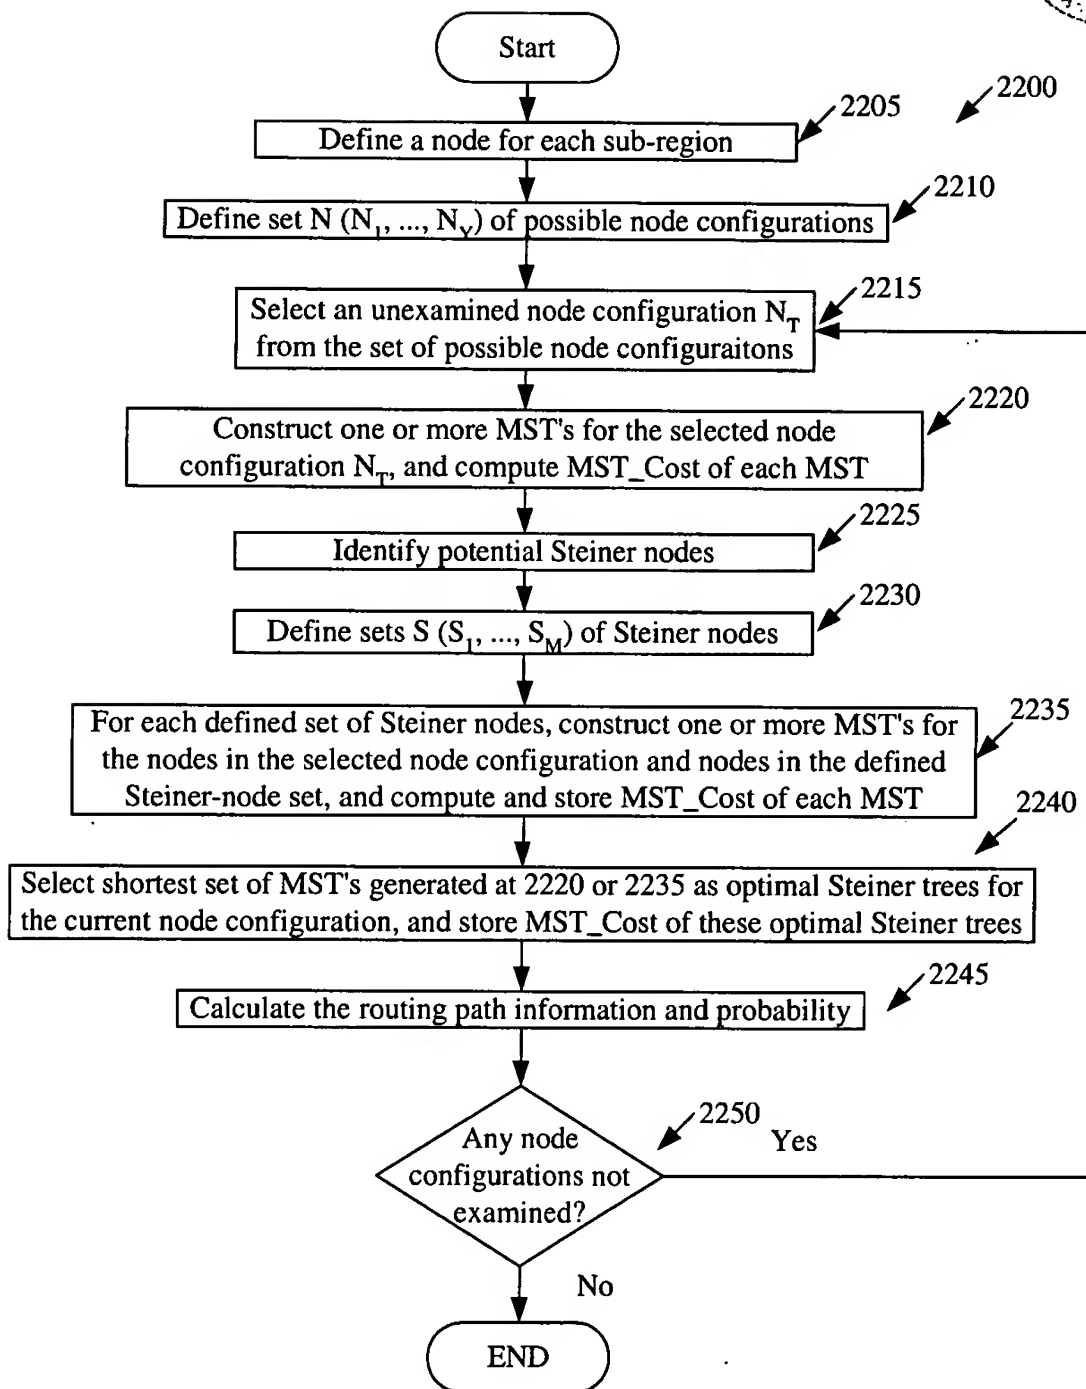 Start
2200
2205
Define a node for each sub-region
2210
Define set N (N₁, ..., N_Y) of possible node configurations
2215
Select an unexamined node configuration N_T
from the set of possible node configuraitons
2220
Construct one or more MST's for the selected node
configuration N_T, and compute MST_Cost of each MST
2225
Identify potential Steiner nodes
2230
Define sets S (S₁, ..., S_M) of Steiner nodes
2235
For each defined set of Steiner nodes, construct one or more MST's for
the nodes in the selected node configuration and nodes in the defined
Steiner-node set, and compute and store MST_Cost of each MST
2240
Select shortest set of MST's generated at 2220 or 2235 as optimal Steiner trees for
the current node configuration, and store MST_Cost of these optimal Steiner trees
2245
Calculate the routing path information and probability
2250
Yes
Any node
configurations not
examined?
No
END